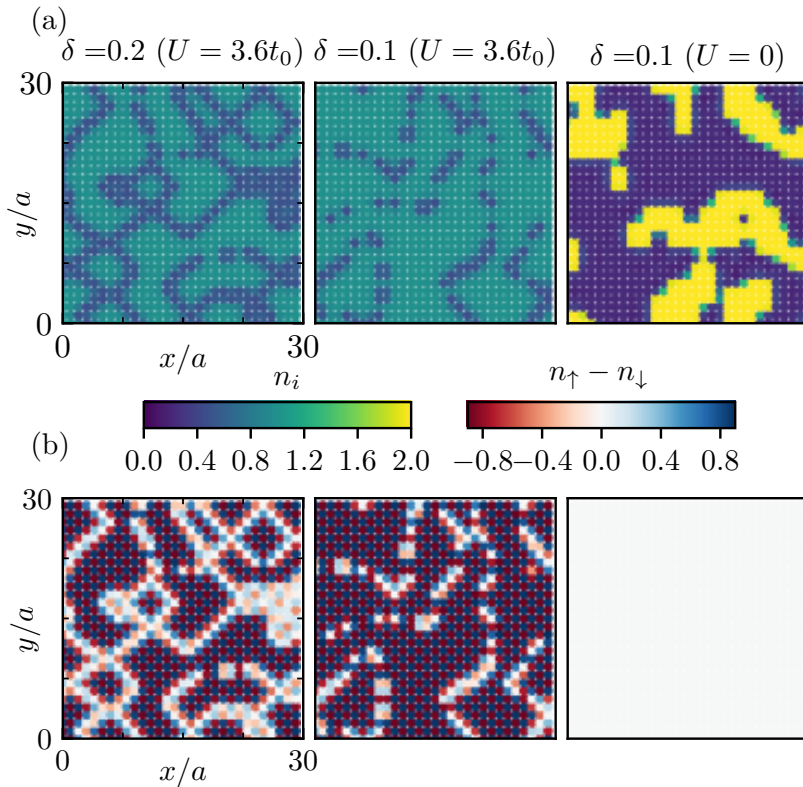 (a)
δ =0.2 (U = 3.6t₀) δ =0.1 (U = 3.6t₀) δ =0.1 (U = 0)
30
y/a
0
0 30
x/a
nᵢ n↑ − n↓
0.0 0.4 0.8 1.2 1.6 2.0 −0.8 −0.4 0.0 0.4 0.8
(b)
30
y/a
0
0 30
x/a